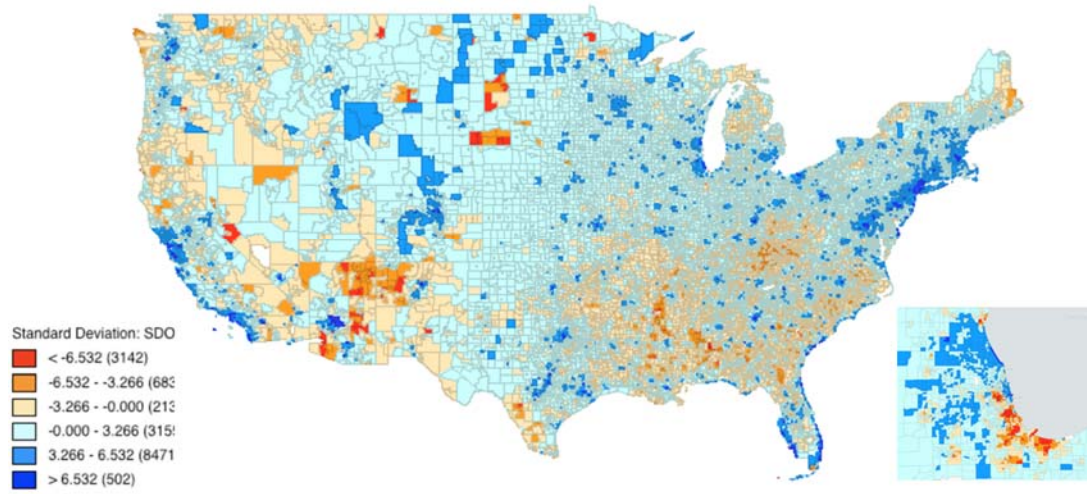 Standard Deviation: SDO
< -6.532 (3142)
-6.532 - -3.266 (683
-3.266 - -0.000 (213
-0.000 - 3.266 (3155
3.266 - 6.532 (8471
> 6.532 (502)